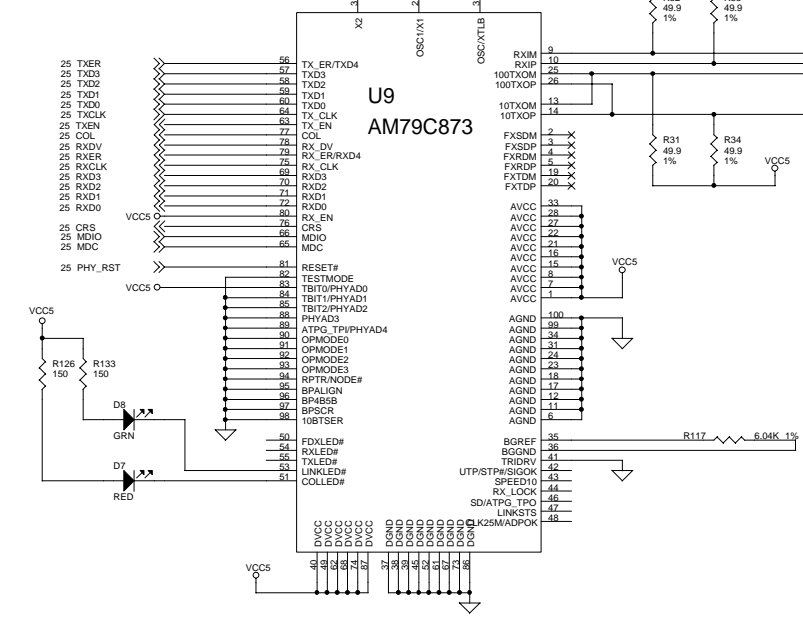 3
2
3
X2
OSC1/X1
OSC/XTLB
49.9
1%
49.9
1%
U9
AM79C873
25 TXER
25 TXD3
25 TXD2
25 TXD1
25 TXD0
25 TXCLK
25 TXEN
25 COL
25 RXDV
25 RXER
25 RXCLK
25 RXD3
25 RXD2
25 RXD1
25 RXD0
VCC5
25 CRS
25 MDIO
25 MDC
25 PHY_RST
VCC5
56 TX_ER/TXD4
57 TXD3
58 TXD2
59 TXD1
60 TXD0
64 TX_CLK
63 TX_EN
77 COL
78 RX_DV
79 RX_ER/RXD4
75 RX_CLK
69 RXD3
70 RXD2
71 RXD1
72 RXD0
80 RX_EN
76 CRS
66 MDIO
65 MDC
81 RESET#
82 TESTMODE
83 TBIT0/PHYAD0
84 TBIT1/PHYAD1
85 TBIT2/PHYAD2
88 PHYAD3
89 ATPG_TPI/PHYAD4
90 OPMODE0
91 OPMODE1
92 OPMODE2
93 OPMODE3
94 RPTR/NODE#
95 BPALIGN
96 BP4B5B
97 BPSCR
98 10BTSER
50 FDXLED#
54 RXLED#
55 TXLED#
53 LINKLED#
51 COLLED#
RXIM 9
RXIP 10
100TXOM 25
100TXOP 26
10TXOM 13
10TXOP 14
FXSDM 2
FXSDP 3
FXRDM 4
FXRDP 5
FXTDM 19
FXTDP 20
AVCC 33
AVCC 28
AVCC 27
AVCC 22
AVCC 21
AVCC 16
AVCC 15
AVCC 8
AVCC 7
AVCC 1
AGND 100
AGND 99
AGND 34
AGND 31
AGND 24
AGND 23
AGND 18
AGND 17
AGND 12
AGND 11
AGND 6
BGREF 35
BGGND 36
TRIDRV 41
UTP/STP#/SIGOK 42
SPEED10 43
RX_LOCK 44
SD/ATPG_TPO 46
LINKSTS 47
CLK25M/ADPOK 48
R31
49.9
1%
R34
49.9
1%
VCC5
VCC5
R117 6.04K 1%
VCC5
R126
150
R133
150
D8
GRN
D7
RED
DVCC 40
DVCC 49
DVCC 62
DVCC 68
DVCC 74
DVCC 87
DGND 37
DGND 38
DGND 39
DGND 45
DGND 52
DGND 61
DGND 67
DGND 73
DGND 86
VCC5